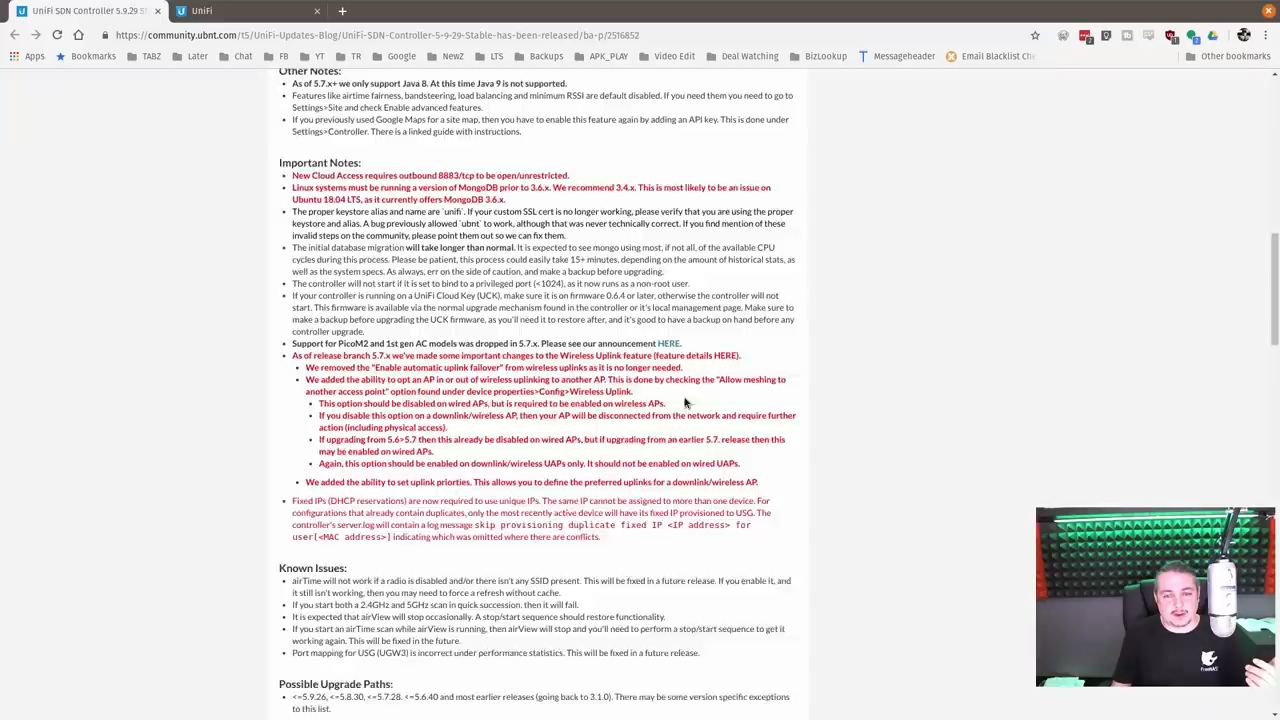 UniFi SDN Controller 5.9.29 S
UniFi
https://community.ubnt.com/t5/UniFi-Updates-Blog/UniFi-SDN-Controller-5-9-29-Stable-has-been-released/ba-p/2516852
Apps
Bookmarks
TABZ
Later
Chat
FB
YT
TR
Google
NewZ
LTS
Backups
APK_PLAY
Video Edit
Deal Watching
BizLookup
Messageheader
Email Blacklist Che
Other bookmarks
Other Notes:
As of 5.7.x+ we only support Java 8. At this time Java 9 is not supported.
Features like airtime fairness, bandsteering, load balancing and minimum RSSI are default disabled. If you need them you need to go to
Settings>Site and check Enable advanced features.
If you previously used Google Maps for a site map, then you have to enable this feature again by adding an API key. This is done under
Settings>Controller. There is a linked guide with instructions.
Important Notes:
New Cloud Access requires outbound 8883/tcp to be open/unrestricted.
Linux systems must be running a version of MongoDB prior to 3.6.x. We recommend 3.4.x. This is most likely to be an issue on
Ubuntu 18.04 LTS, as it currently offers MongoDB 3.6.x.
The proper keystore alias and name are `unifi`. If your custom SSL cert is no longer working, please verify that you are using the proper
keystore and alias. A bug previously allowed `ubnt` to work, although that was never technically correct. If you find mention of these
invalid steps on the community, please point them out so we can fix them.
The initial database migration will take longer than normal. It is expected to see mongo using most, if not all, of the available CPU
cycles during this process. Please be patient, this process could easily take 15+ minutes, depending on the amount of historical stats, as
well as the system specs. As always, err on the side of caution, and make a backup before upgrading.
The controller will not start if it is set to bind to a privileged port (<1024), as it now runs as a non-root user.
If your controller is running on a UniFi Cloud Key (UCK), make sure it is on firmware 0.6.4 or later, otherwise the controller will not
start. This firmware is available via the normal upgrade mechanism found in the controller or it's local management page. Make sure to
make a backup before upgrading the UCK firmware, as you'll need it to restore after, and it's good to have a backup on hand before any
controller upgrade.
Support for PicoM2 and 1st gen AC models was dropped in 5.7.x. Please see our announcement HERE.
As of release branch 5.7.x we've made some important changes to the Wireless Uplink feature (feature details HERE).
We removed the "Enable automatic uplink failover" from wireless uplinks as it is no longer needed.
We added the ability to opt an AP in or out of wireless uplinking to another AP. This is done by checking the "Allow meshing to
another access point" option found under device properties>Config>Wireless Uplink.
This option should be disabled on wired APs, but is required to be enabled on wireless APs.
If you disable this option on a downlink/wireless AP, then your AP will be disconnected from the network and require further
action (including physical access).
If upgrading from 5.6>5.7 then this already be disabled on wired APs, but if upgrading from an earlier 5.7. release then this
may be enabled on wired APs.
Again, this option should be enabled on downlink/wireless UAPs only. It should not be enabled on wired UAPs.
We added the ability to set uplink priorties. This allows you to define the preferred uplinks for a downlink/wireless AP.
Fixed IPs (DHCP reservations) are now required to use unique IPs. The same IP cannot be assigned to more than one device. For
configurations that already contain duplicates, only the most recently active device will have its fixed IP provisioned to USG. The
controller's server.log will contain a log message skip provisioning duplicate fixed IP <IP address> for
user[<MAC address>] indicating which was omitted where there are conflicts.
Known Issues:
airTime will not work if a radio is disabled and/or there isn't any SSID present. This will be fixed in a future release. If you enable it, and
it still isn't working, then you may need to force a refresh without cache.
If you start both a 2.4GHz and 5GHz scan in quick succession. then it will fail.
It is expected that airView will stop occasionally. A stop/start sequence should restore functionality.
If you start an airTime scan while airView is running, then airView will stop and you'll need to perform a stop/start sequence to get it
working again. This will be fixed in the future.
Port mapping for USG (UGW3) is incorrect under performance statistics. This will be fixed in a future release.
Possible Upgrade Paths:
<=5.9.26, <=5.8.30, <=5.7.28. <=5.6.40 and most earlier releases (going back to 3.1.0). There may be some version specific exceptions
to this list.